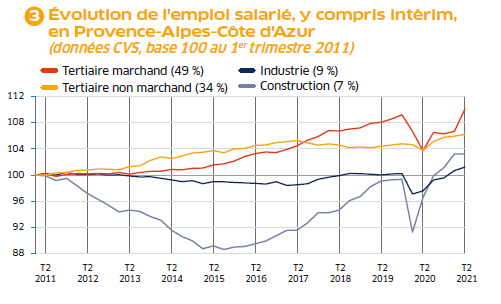 3 Évolution de l'emploi salarié, y compris intérim,
en Provence-Alpes-Côte d'Azur
(données CVS, base 100 au 1er trimestre 2011)
Tertiaire marchand (49 %)
Industrie (9 %)
Tertiaire non marchand (34 %)
Construction (7 %)
112
108
104
100
96
92
88
T2 T2 T2 T2 T2 T2 T2 T2 T2 T2 T2
2011 2012 2013 2014 2015 2016 2017 2018 2019 2020 2021